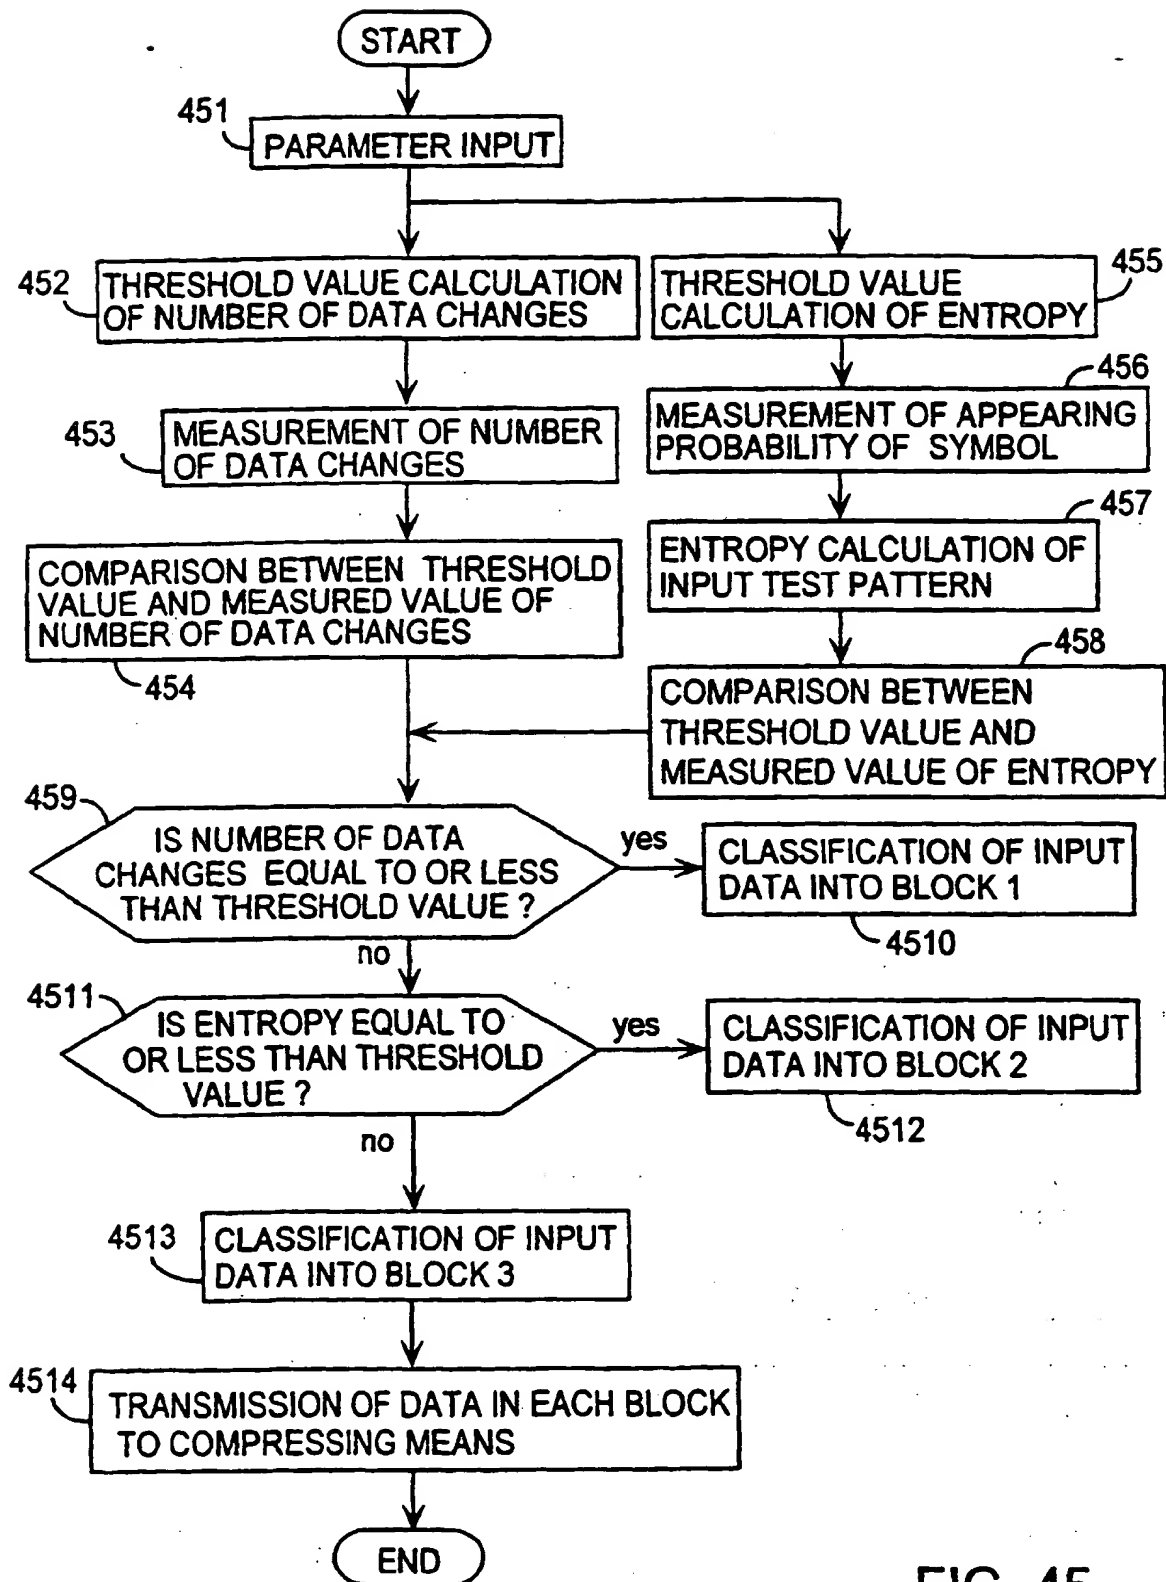 START
451
PARAMETER INPUT
452
THRESHOLD VALUE CALCULATION
OF NUMBER OF DATA CHANGES
THRESHOLD VALUE
CALCULATION OF ENTROPY
455
456
453
MEASUREMENT OF NUMBER
OF DATA CHANGES
MEASUREMENT OF APPEARING
PROBABILITY OF SYMBOL
457
COMPARISON BETWEEN THRESHOLD
VALUE AND MEASURED VALUE OF
NUMBER OF DATA CHANGES
454
ENTROPY CALCULATION OF
INPUT TEST PATTERN
458
COMPARISON BETWEEN
THRESHOLD VALUE AND
MEASURED VALUE OF ENTROPY
459
IS NUMBER OF DATA
CHANGES EQUAL TO OR LESS
THAN THRESHOLD VALUE ?
yes
CLASSIFICATION OF INPUT
DATA INTO BLOCK 1
4510
no
4511
IS ENTROPY EQUAL TO
OR LESS THAN THRESHOLD
VALUE ?
yes
CLASSIFICATION OF INPUT
DATA INTO BLOCK 2
4512
no
4513
CLASSIFICATION OF INPUT
DATA INTO BLOCK 3
4514
TRANSMISSION OF DATA IN EACH BLOCK
TO COMPRESSING MEANS
END
FIG. 45